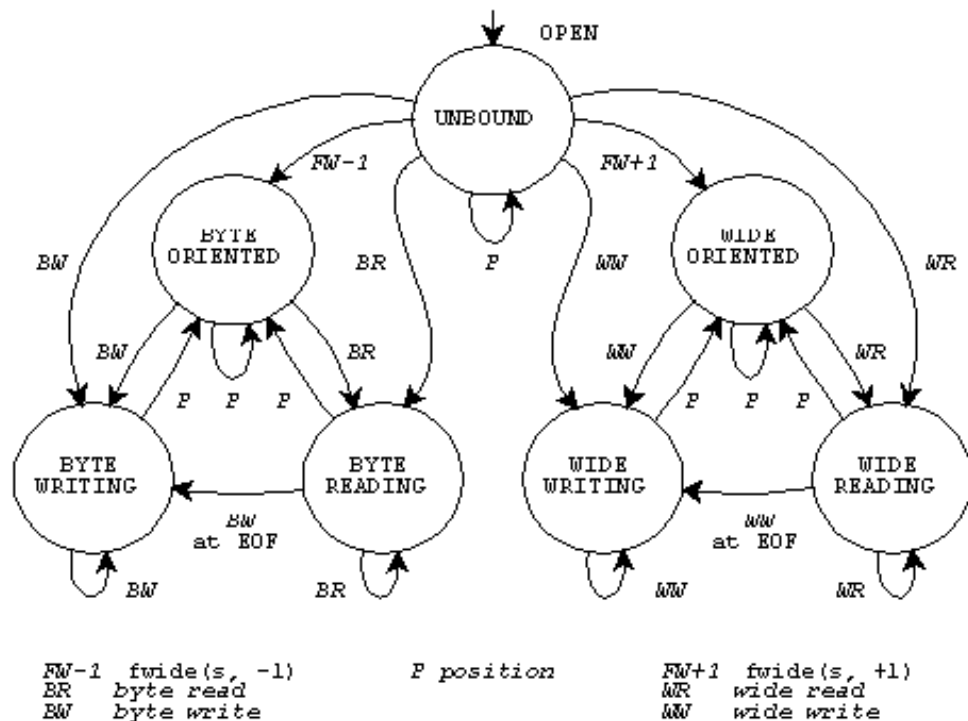 OPEN
UNBOUND
FW-1
FW+1
BYTE
ORIENTED
WIDE
ORIENTED
BW
BR
P
WW
WR
BW
BR
WW
WR
P
P
P
P
P
P
BYTE
WRITING
BYTE
READING
WIDE
WRITING
WIDE
READING
BW
at EOF
WW
at EOF
BW
BR
WW
WR
FW-1 fwide(s, -1)
P position
FW+1 fwide(s, +1)
BR byte read
WR wide read
BW byte write
WW wide write